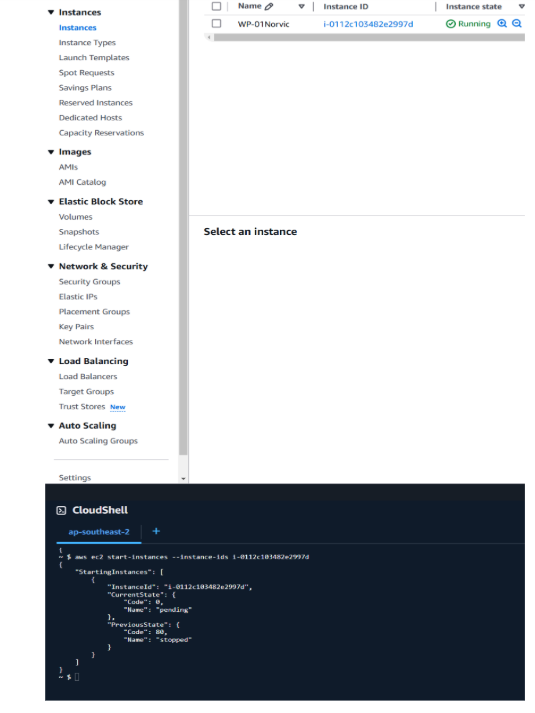 Instances
Name
Instance ID
Instance state
Instances
WP-01Norvic
i-0112c103482e2997d
Running
Instance Types
Launch Templates
Spot Requests
Savings Plans
Reserved Instances
Dedicated Hosts
Capacity Reservations
Images
AMIs
AMI Catalog
Elastic Block Store
Volumes
Snapshots
Lifecycle Manager
Select an instance
Network & Security
Security Groups
Elastic IPs
Placement Groups
Key Pairs
Network Interfaces
Load Balancing
Load Balancers
Target Groups
Trust Stores New
Auto Scaling
Auto Scaling Groups
Settings
CloudShell
ap-southeast-2 +
~ $ aws ec2 start-instances --instance-ids i-0112c103482e2997d
{
"StartingInstances": [
{
"InstanceId": "i-0112c103482e2997d",
"CurrentState": {
"Code": 0,
"Name": "pending"
},
"PreviousState": {
"Code": 80,
"Name": "stopped"
}
}
]
}
~ $